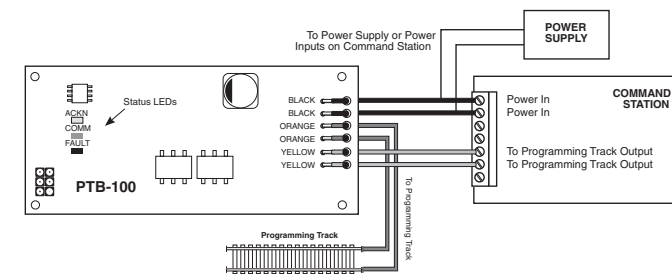 POWER
SUPPLY
To Power Supply or Power
Inputs on Command Station
COMMAND
STATION
Status LEDs
ACKN
COMM
FAULT
PTB-100
BLACK
BLACK
ORANGE
ORANGE
YELLOW
YELLOW
Power In
Power In
To Programming Track Output
To Programming Track Output
To Programming Track
Programming Track